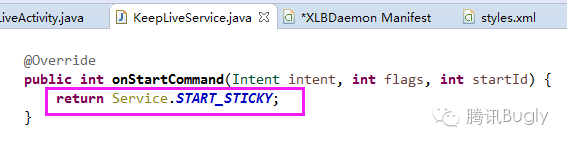 LiveActivity.java KeepLiveService.java *XLBDaemon Manifest styles.xml
@Override
public int onStartCommand(Intent intent, int flags, int startId) {
return Service.START_STICKY;
}
腾讯Bugly